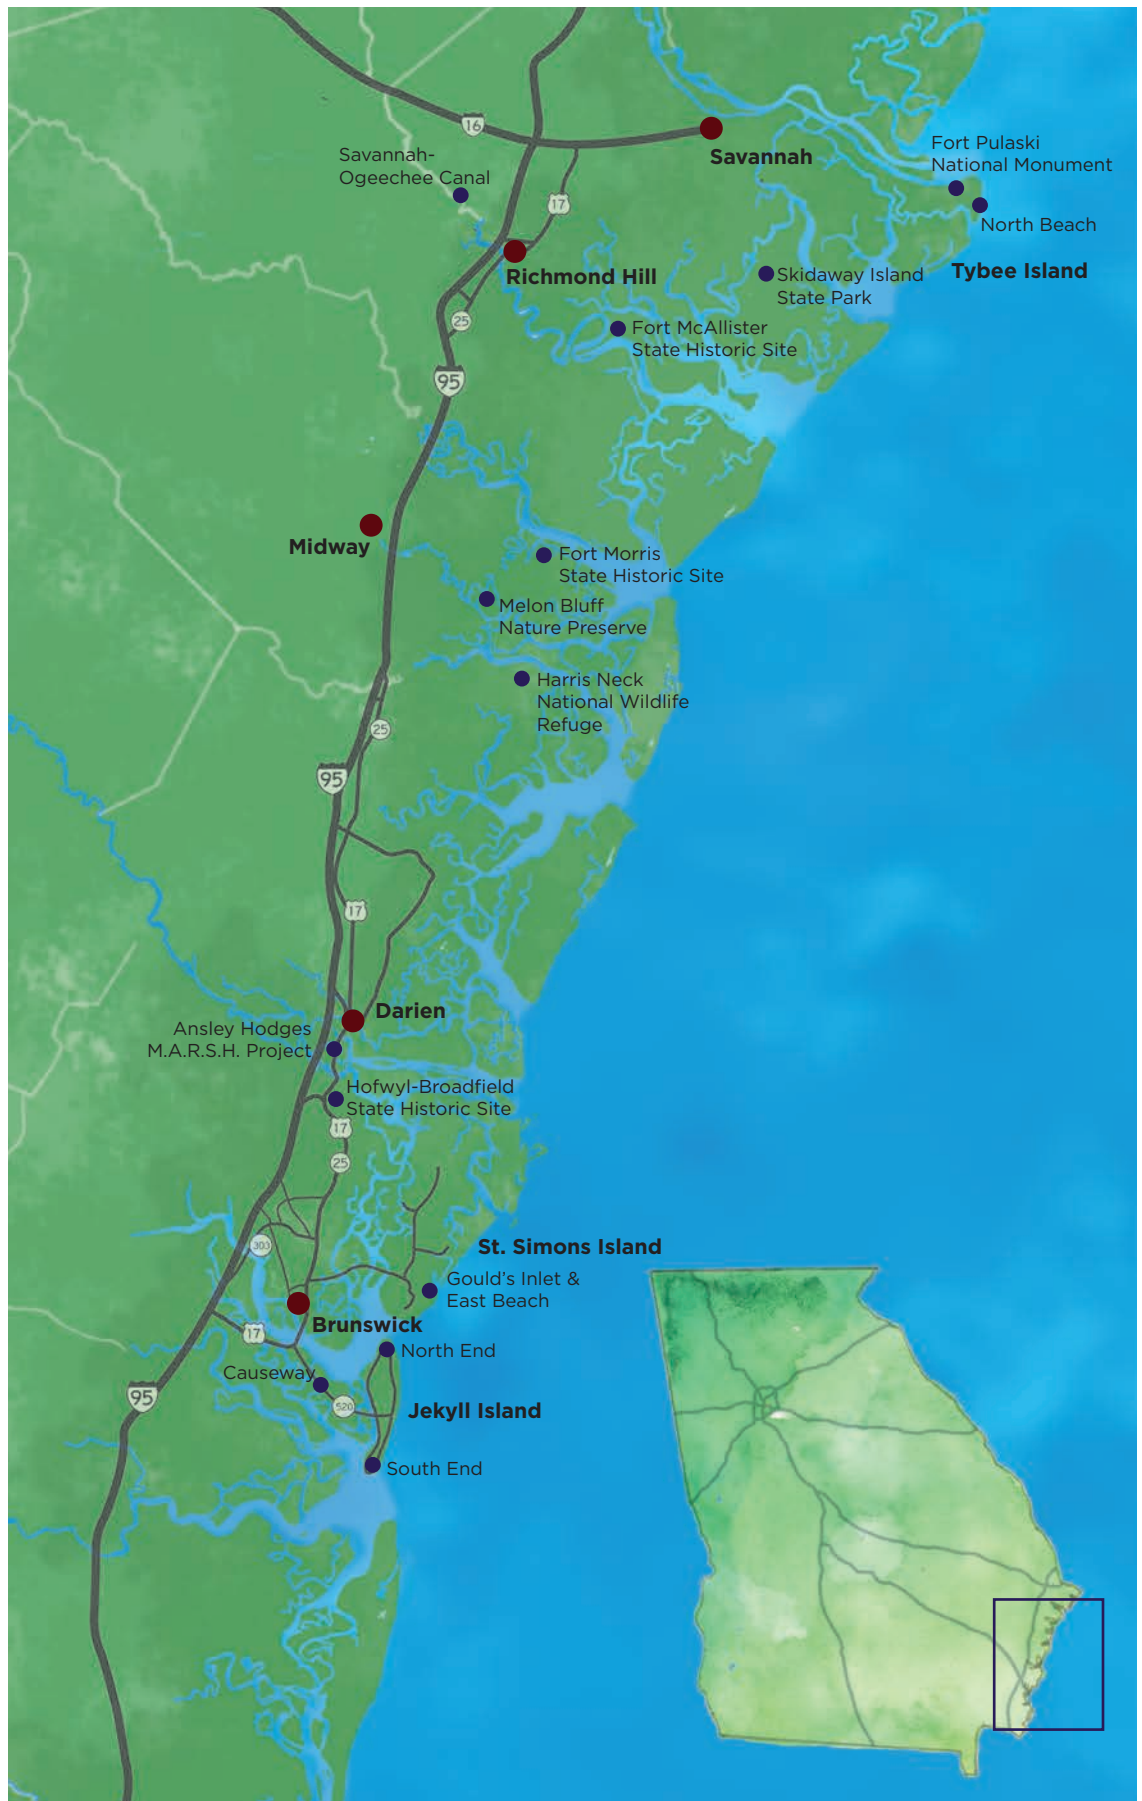 16
Savannah
Savannah-
Ogeechee Canal
Fort Pulaski
National Monument
17
North Beach
Richmond Hill
Skidaway Island
State Park
Tybee Island
25
Fort McAllister
State Historic Site
95
Midway
Fort Morris
State Historic Site
Melon Bluff
Nature Preserve
Harris Neck
National Wildlife
Refuge
25
95
17
Darien
Ansley Hodges
M.A.R.S.H. Project
Hofwyl-Broadfield
State Historic Site
17
25
303
St. Simons Island
Gould's Inlet &
East Beach
Brunswick
17
North End
Causeway
95
520
Jekyll Island
South End